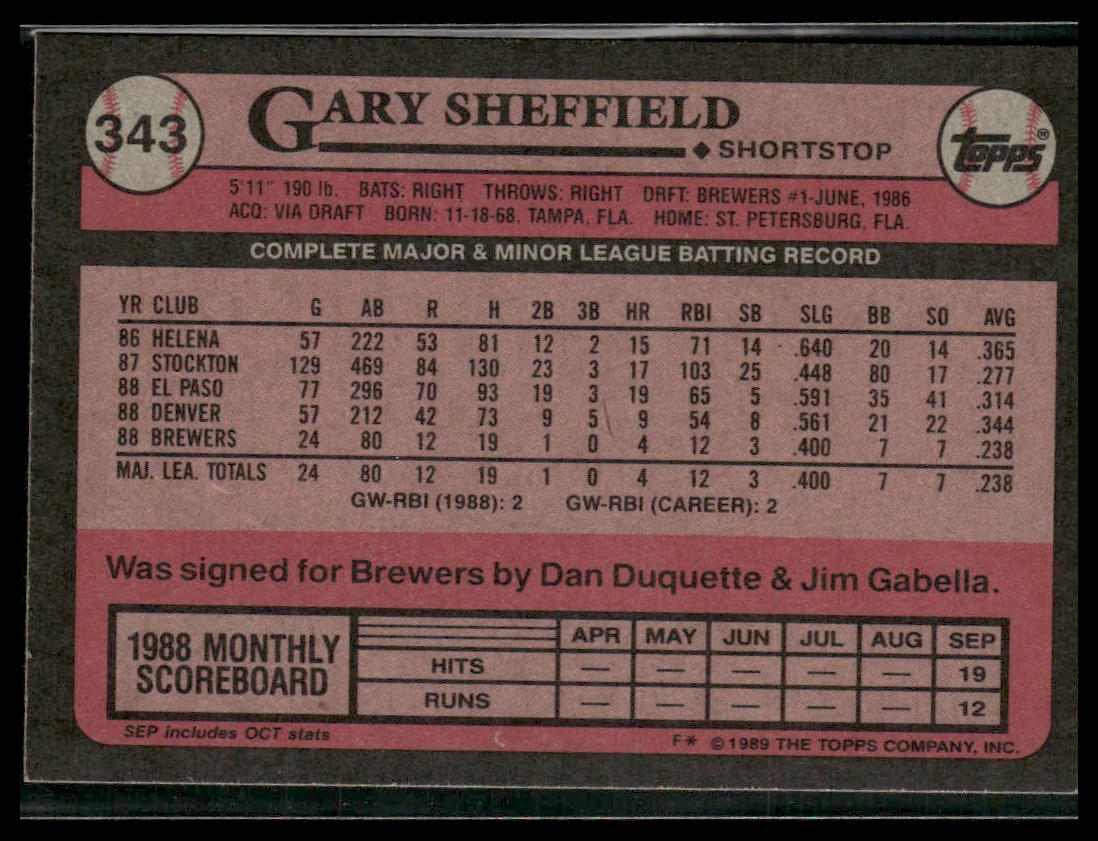 343
GARY SHEFFIELD
◆ SHORTSTOP
topps®
5'11" 190 lb. BATS: RIGHT THROWS: RIGHT DRFT: BREWERS #1-JUNE, 1986
ACQ: VIA DRAFT BORN: 11-18-68, TAMPA, FLA. HOME: ST. PETERSBURG, FLA.
COMPLETE MAJOR & MINOR LEAGUE BATTING RECORD
YR CLUB G AB R H 2B 3B HR RBI SB SLG BB SO AVG
86 HELENA 57 222 53 81 12 2 15 71 14 .640 20 14 .365
87 STOCKTON 129 469 84 130 23 3 17 103 25 .448 80 17 .277
88 EL PASO 77 296 70 93 19 3 19 65 5 .591 35 41 .314
88 DENVER 57 212 42 73 9 5 9 54 8 .561 21 22 .344
88 BREWERS 24 80 12 19 1 0 4 12 3 .400 7 7 .238
MAJ. LEA. TOTALS 24 80 12 19 1 0 4 12 3 .400 7 7 .238
GW-RBI (1988): 2 GW-RBI (CAREER): 2
Was signed for Brewers by Dan Duquette & Jim Gabella.
1988 MONTHLY
SCOREBOARD
APR MAY JUN JUL AUG SEP
HITS — — — — — 19
RUNS — — — — — 12
SEP includes OCT stats
F* ©1989 THE TOPPS COMPANY, INC.